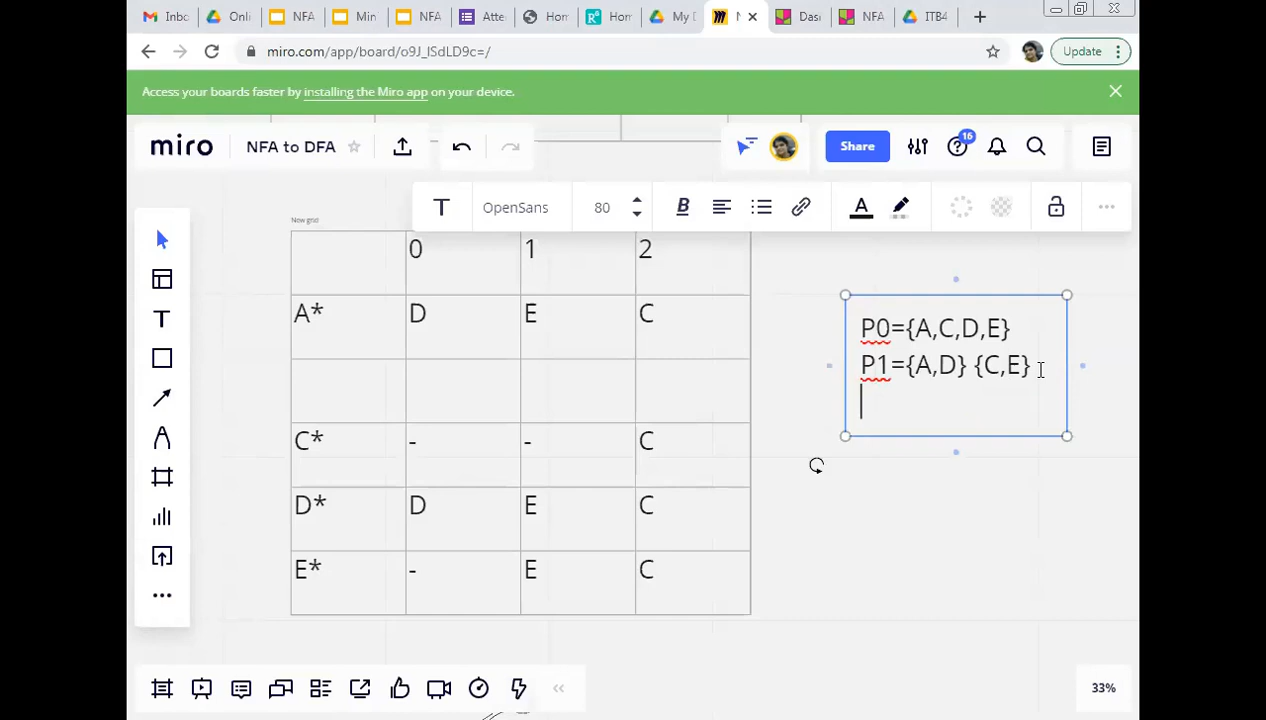 Inbo
Onli
NFA
Min
NFA
Atte
Hom
Hom
My D
Das
NFA
ITB4
miro.com/app/board/o9J_lSdLD9c=/
Update
Access your boards faster by installing the Miro app on your device.
miro
NFA to DFA
Share
16
OpenSans
80
New grid
0 1 2
A* D E C
C* - - C
D* D E C
E* - E C
P0={A,C,D,E}
P1={A,D} {C,E}
33%